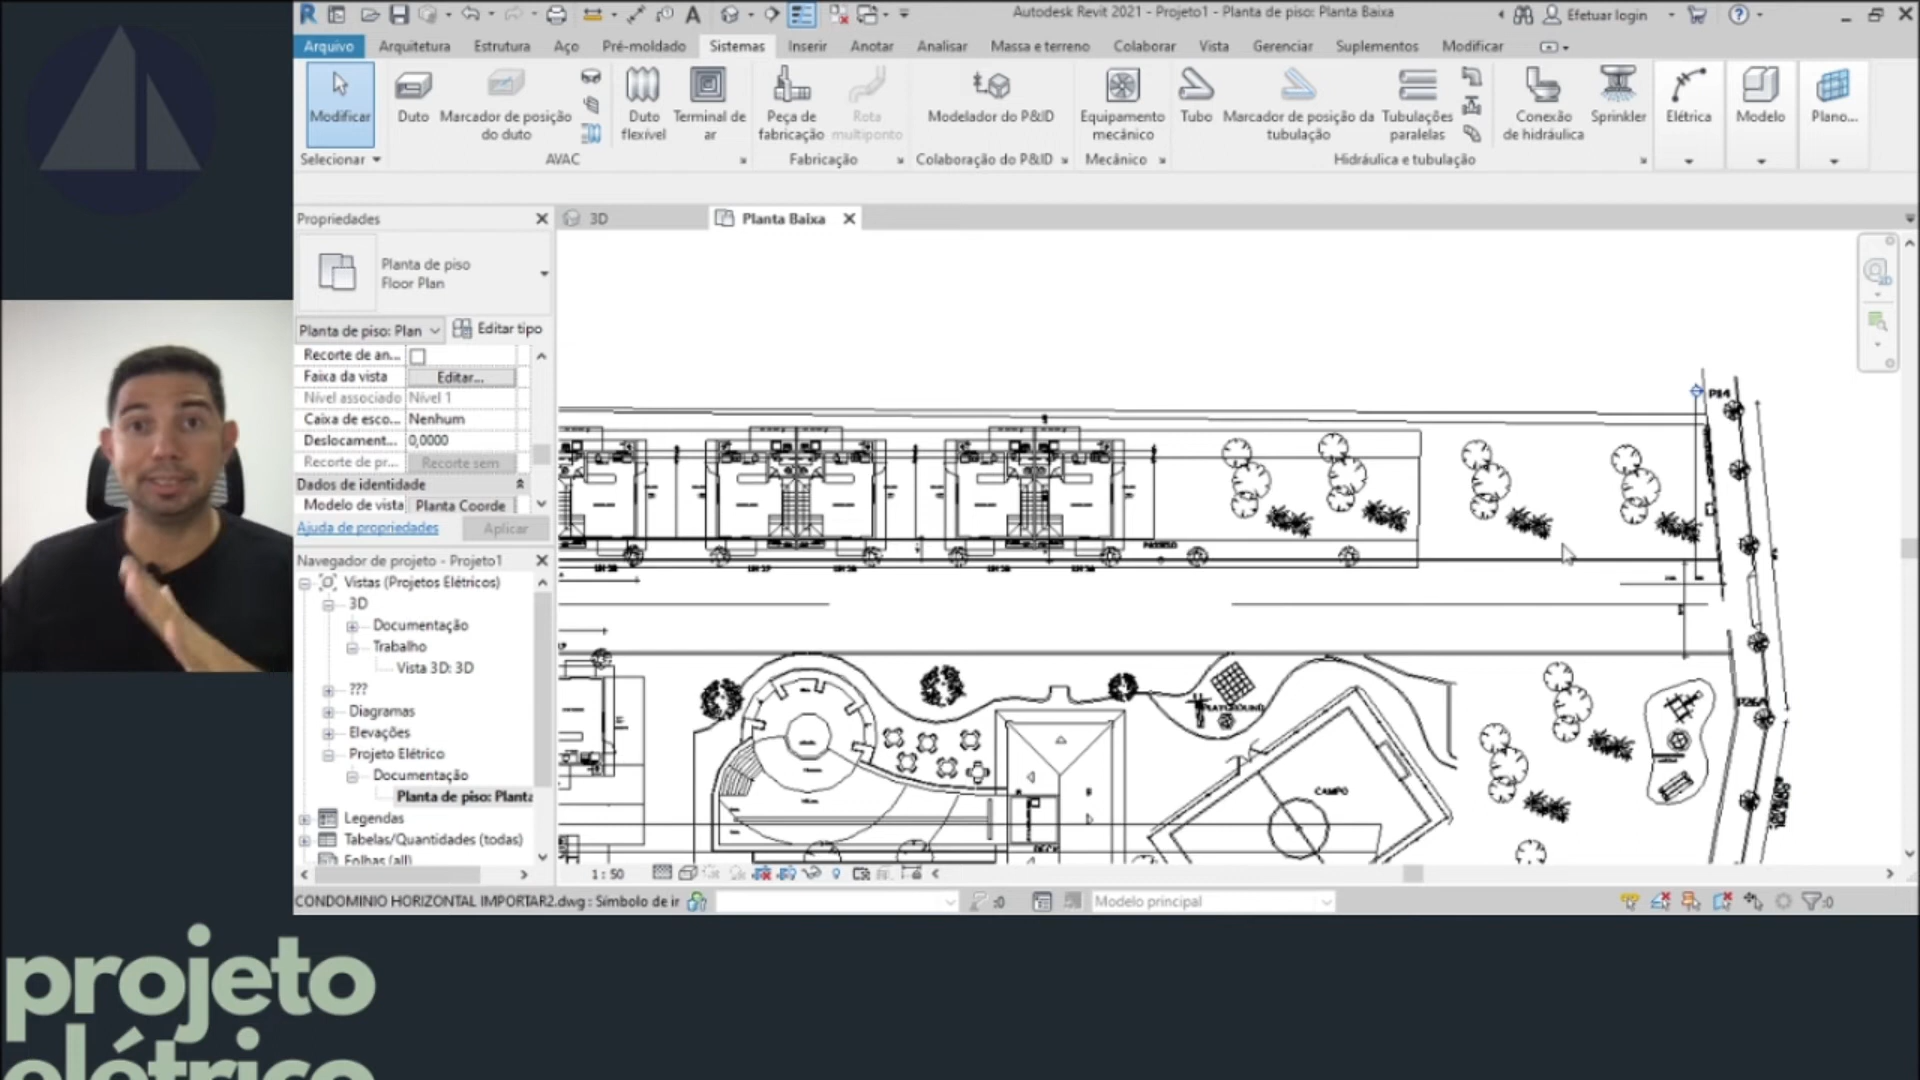 Autodesk Revit 2021 - Projeto1 - Planta de piso: Planta Baixa
Efetuar login
Arquivo Arquitetura Estrutura Aço Pré-moldado Sistemas Inserir Anotar Analisar Massa e terreno Colaborar Vista Gerenciar Suplementos Modificar
Modificar
Duto
Marcador de posição do duto
Duto flexível
Terminal de ar
Peça de fabricação
Rota multiponto
Modelador do P&ID
Equipamento mecânico
Tubo
Marcador de posição da tubulação
Tubulações paralelas
Conexão de hidráulica
Sprinkler
Elétrica
Modelo
Plano...
Selecionar AVAC Fabricação Colaboração do P&ID Mecânico Hidráulica e tubulação
Propriedades
3D
Planta Baixa
Planta de piso
Floor Plan
Planta de piso: Plan
Editar tipo
Recorte de an...
Faixa da vista Editar...
Nível associado Nível 1
Caixa de esco... Nenhum
Deslocament... 0,0000
Recorte de pr... Recorte sem
Dados de identidade
Modelo de vista Planta Coorde
Ajuda de propriedades Aplicar
Navegador de projeto - Projeto1
Vistas (Projetos Elétricos)
3D
Documentação
Trabalho
Vista 3D: 3D
???
Diagramas
Elevações
Projeto Elétrico
Documentação
Planta de piso: Planta
Legendas
Tabelas/Quantidades (todas)
Folhas (all)
PASSEIO
PLAYGROUND
CAMPO
DECK
1 : 50
CONDOMINIO HORIZONTAL IMPORTAR2.dwg : Símbolo de ir
:0
Modelo principal
:0
projeto
elétrico